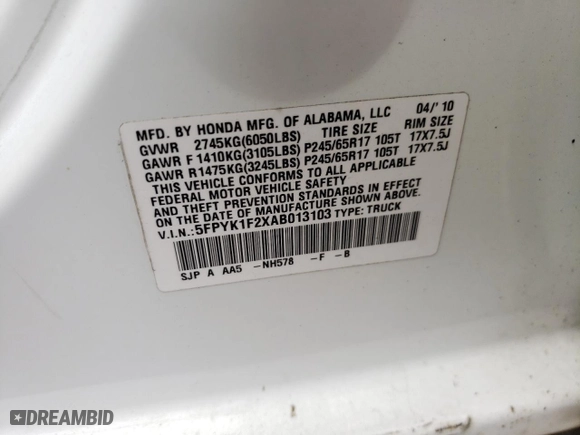 MFD. BY HONDA MFG. OF ALABAMA, LLC 04/'10
GVWR 2745KG(6050LBS) TIRE SIZE RIM SIZE
GAWR F 1410KG(3105LBS) P245/65R17 105T 17X7.5J
GAWR R1475KG(3245LBS) P245/65R17 105T 17X7.5J
THIS VEHICLE CONFORMS TO ALL APPLICABLE
FEDERAL MOTOR VEHICLE SAFETY
AND THEFT PREVENTION STANDARDS IN EFFECT
ON THE DATE OF MANUFACTURE SHOWN ABOVE.
V.I.N.:5FPYK1F2XAB013103 TYPE: TRUCK
SJP A AA5 -NH578 -F -B
DREAMBID